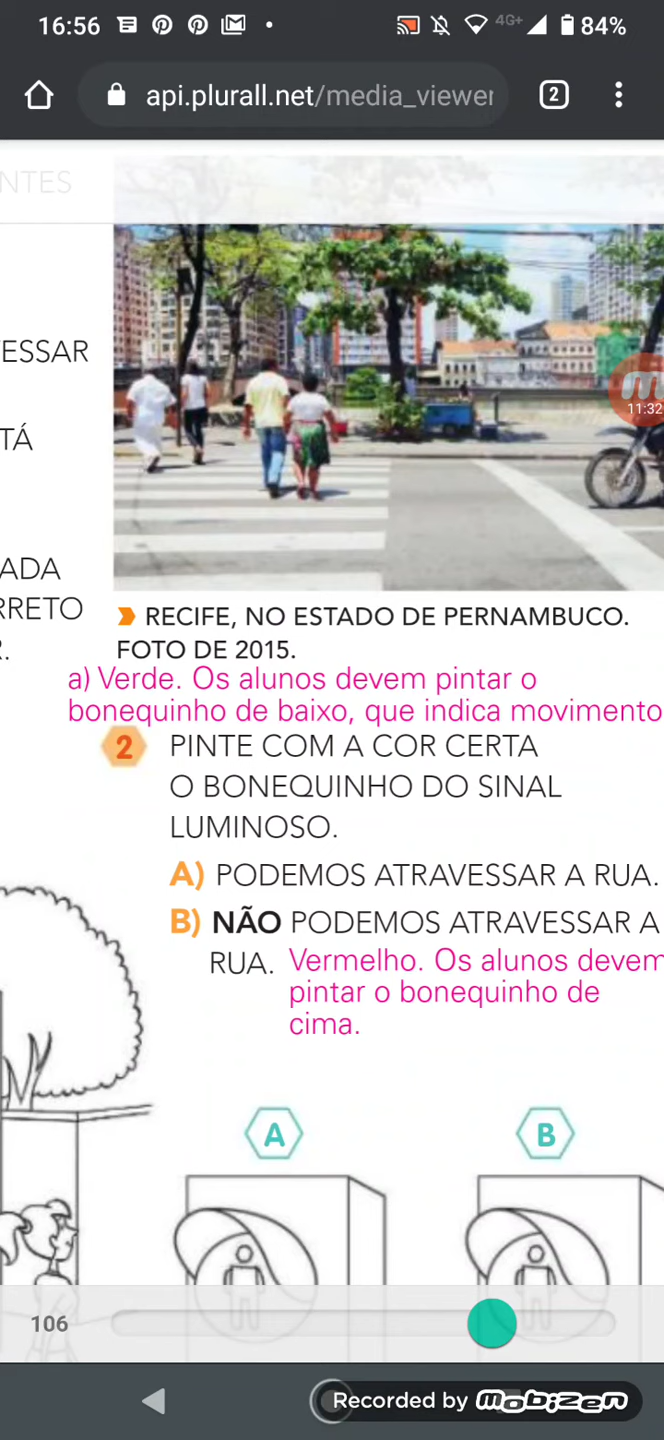 16:56
4G+
84%
api.plurall.net/media_viewer
2
NTES
ESSAR
TÁ
ADA
RRETO
R.
11:32
RECIFE, NO ESTADO DE PERNAMBUCO.
FOTO DE 2015.
a) Verde. Os alunos devem pintar o
bonequinho de baixo, que indica movimento
2 PINTE COM A COR CERTA
O BONEQUINHO DO SINAL
LUMINOSO.
A) PODEMOS ATRAVESSAR A RUA.
B) NÃO PODEMOS ATRAVESSAR A
RUA. Vermelho. Os alunos devem
pintar o bonequinho de
cima.
A B
106
Recorded by mobizen